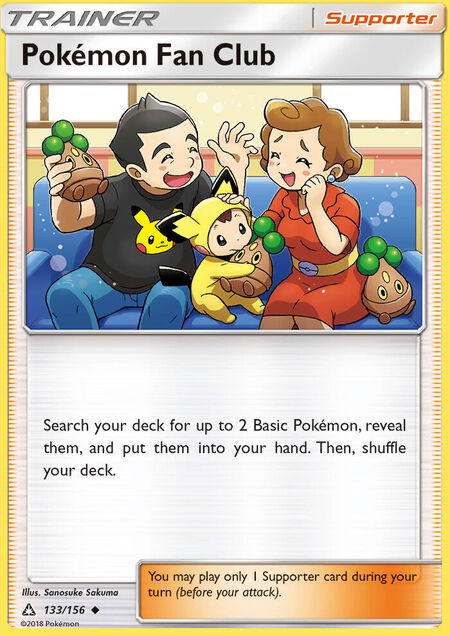 TRAINER Supporter
Pokémon Fan Club
Search your deck for up to 2 Basic Pokémon, reveal
them, and put them into your hand. Then, shuffle
your deck.
Illus. Sanosuke Sakuma
You may play only 1 Supporter card during your
turn (before your attack).
133/156
©2018 Pokémon